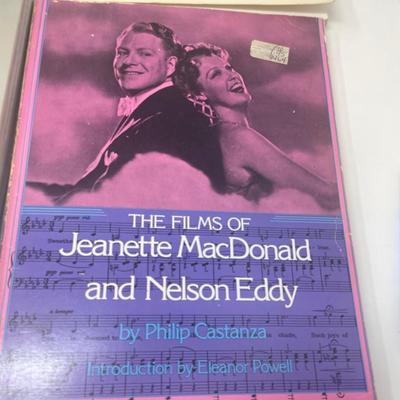 THE FILMS OF
Jeanette MacDonald
and Nelson Eddy
by Philip Castanza
Introduction by Eleanor Powell